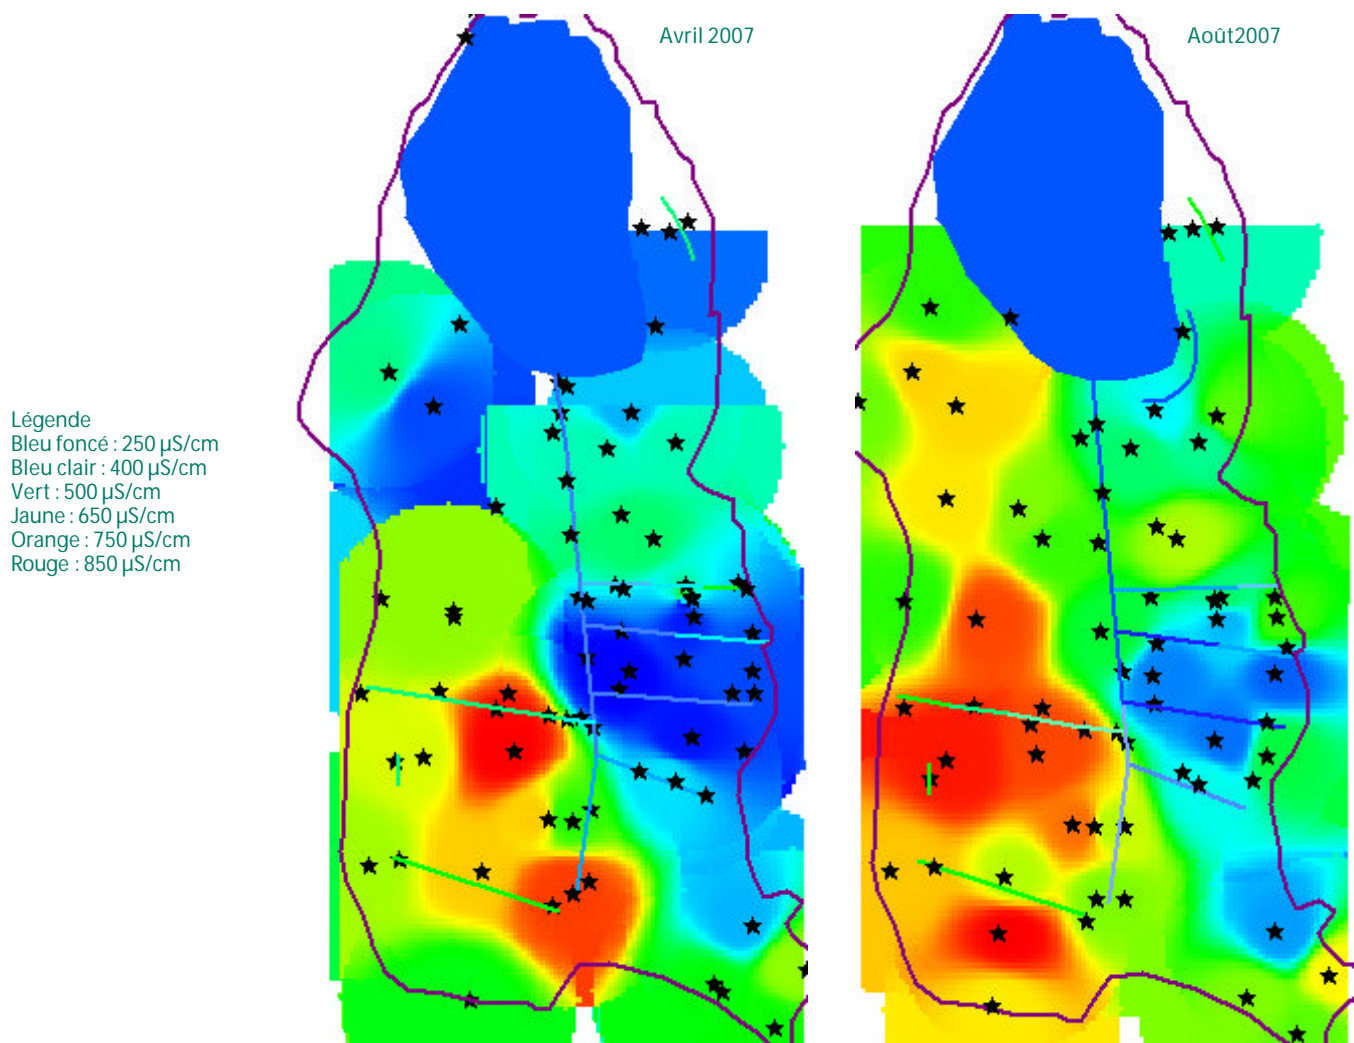 Avril 2007
Août2007
Légende
Bleu foncé : 250 µS/cm
Bleu clair : 400 µS/cm
Vert : 500 µS/cm
Jaune : 650 µS/cm
Orange : 750 µS/cm
Rouge : 850 µS/cm